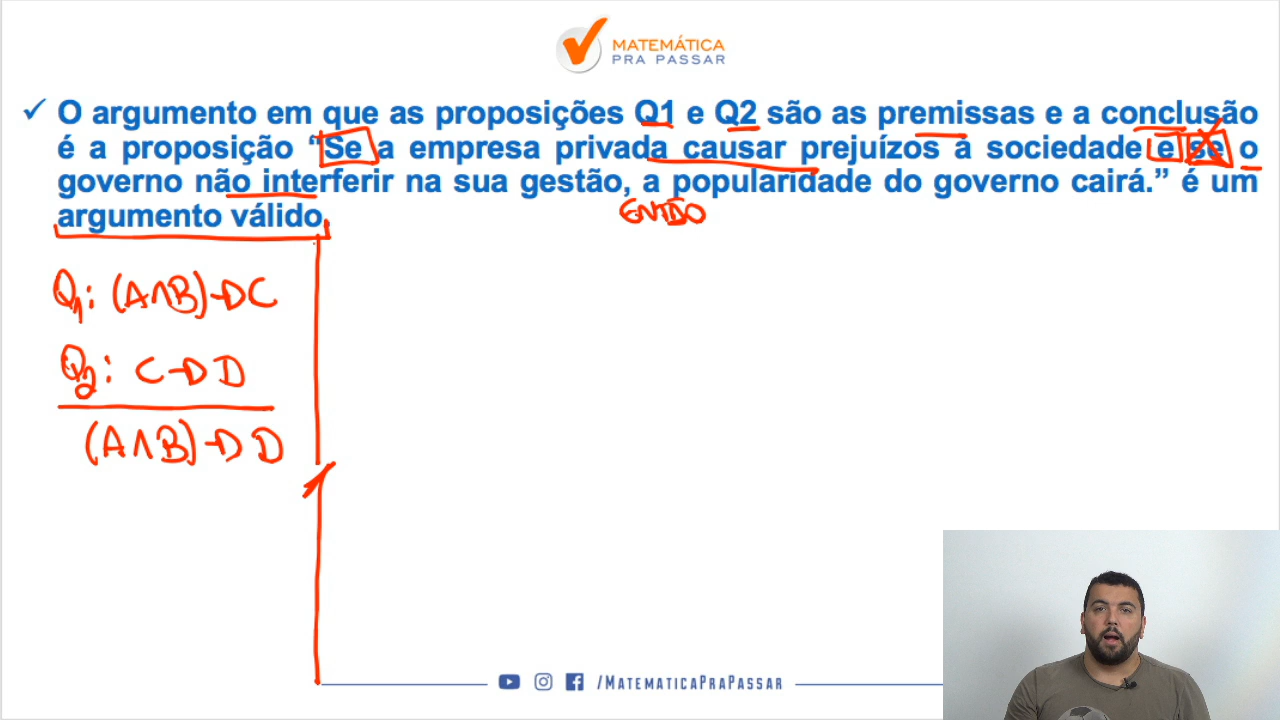 MATEMÁTICA
PRA PASSAR
✓ O argumento em que as proposições Q1 e Q2 são as premissas e a conclusão
é a proposição “Se a empresa privada causar prejuízos à sociedade e se o
governo não interferir na sua gestão, a popularidade do governo cairá.” é um
ENTÃO
argumento válido.
Q1: (A∧B)→C
Q2: C→D
(A∧B)→D
/MATEMATICAPRAPASSAR